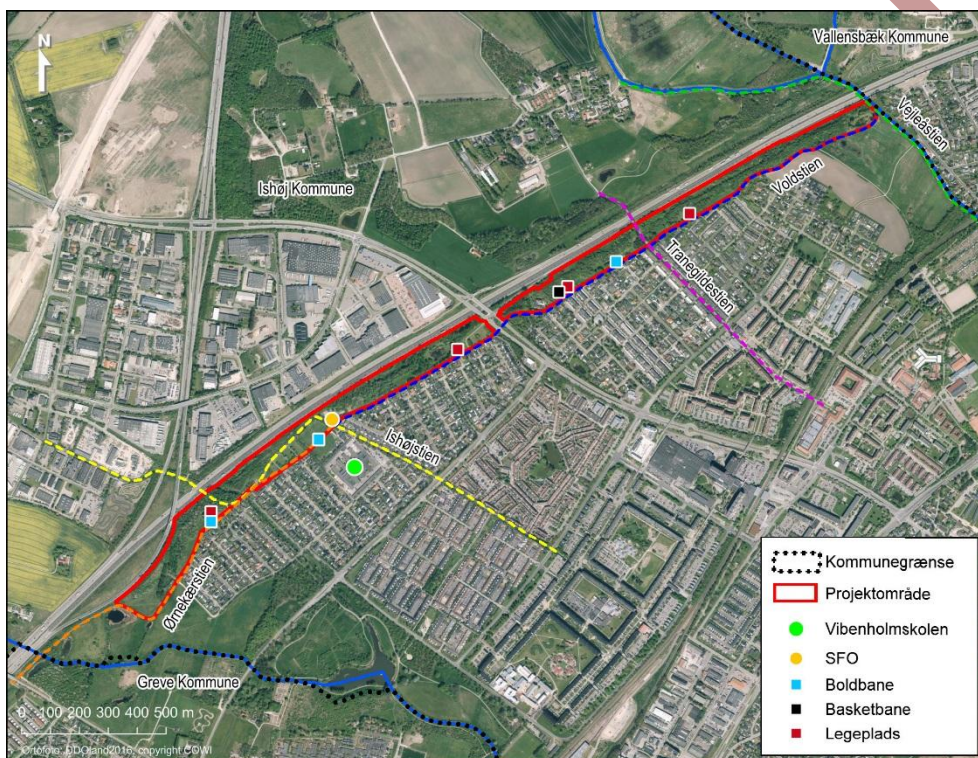 N
Vallensbæk Kommune
Vejleåstien
Ishøj Kommune
Voldstien
Tranegildestien
Ishøjstien
Ørnekærstien
Greve Kommune
0 100 200 300 400 500 m
Ortofoto: DDOland2016, copyright COWI
Kommunegrænse
Projektområde
Vibenholmskolen
SFO
Boldbane
Basketbane
Legeplads